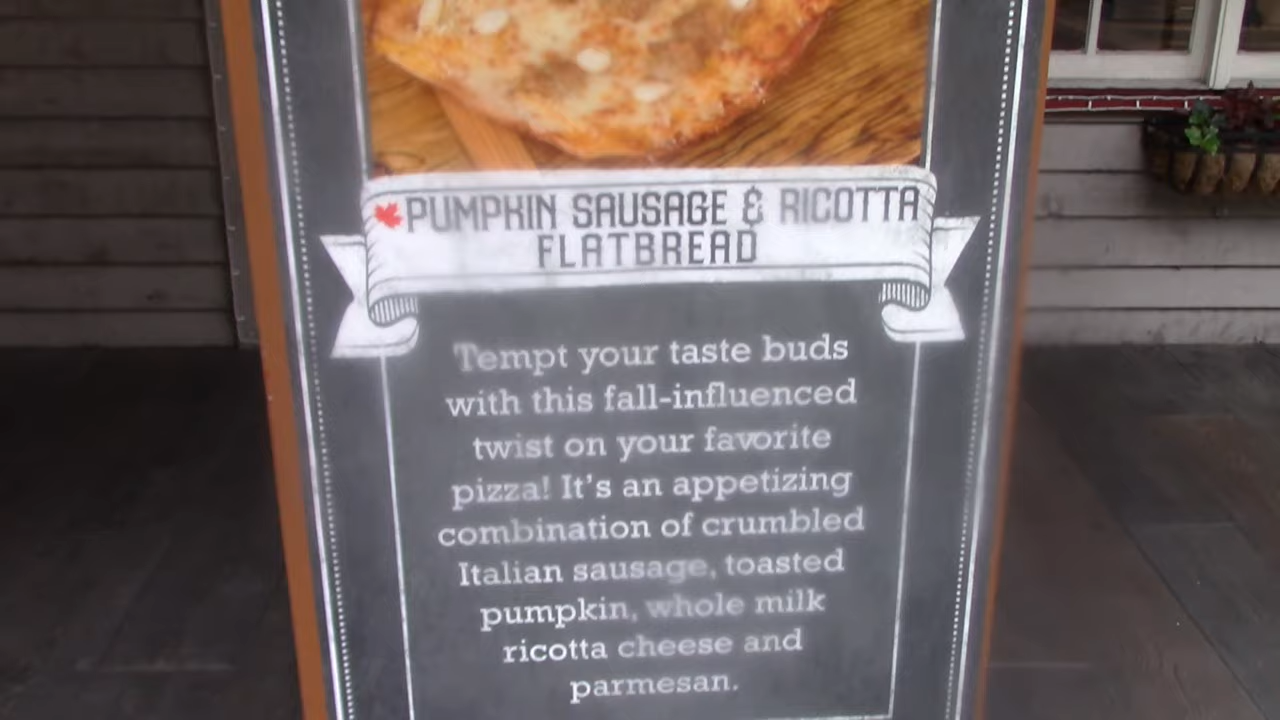 PUMPKIN SAUSAGE & RICOTTA
FLATBREAD
Tempt your taste buds
with this fall-influenced
twist on your favorite
pizza! It's an appetizing
combination of crumbled
Italian sausage, toasted
pumpkin, whole milk
ricotta cheese and
parmesan.